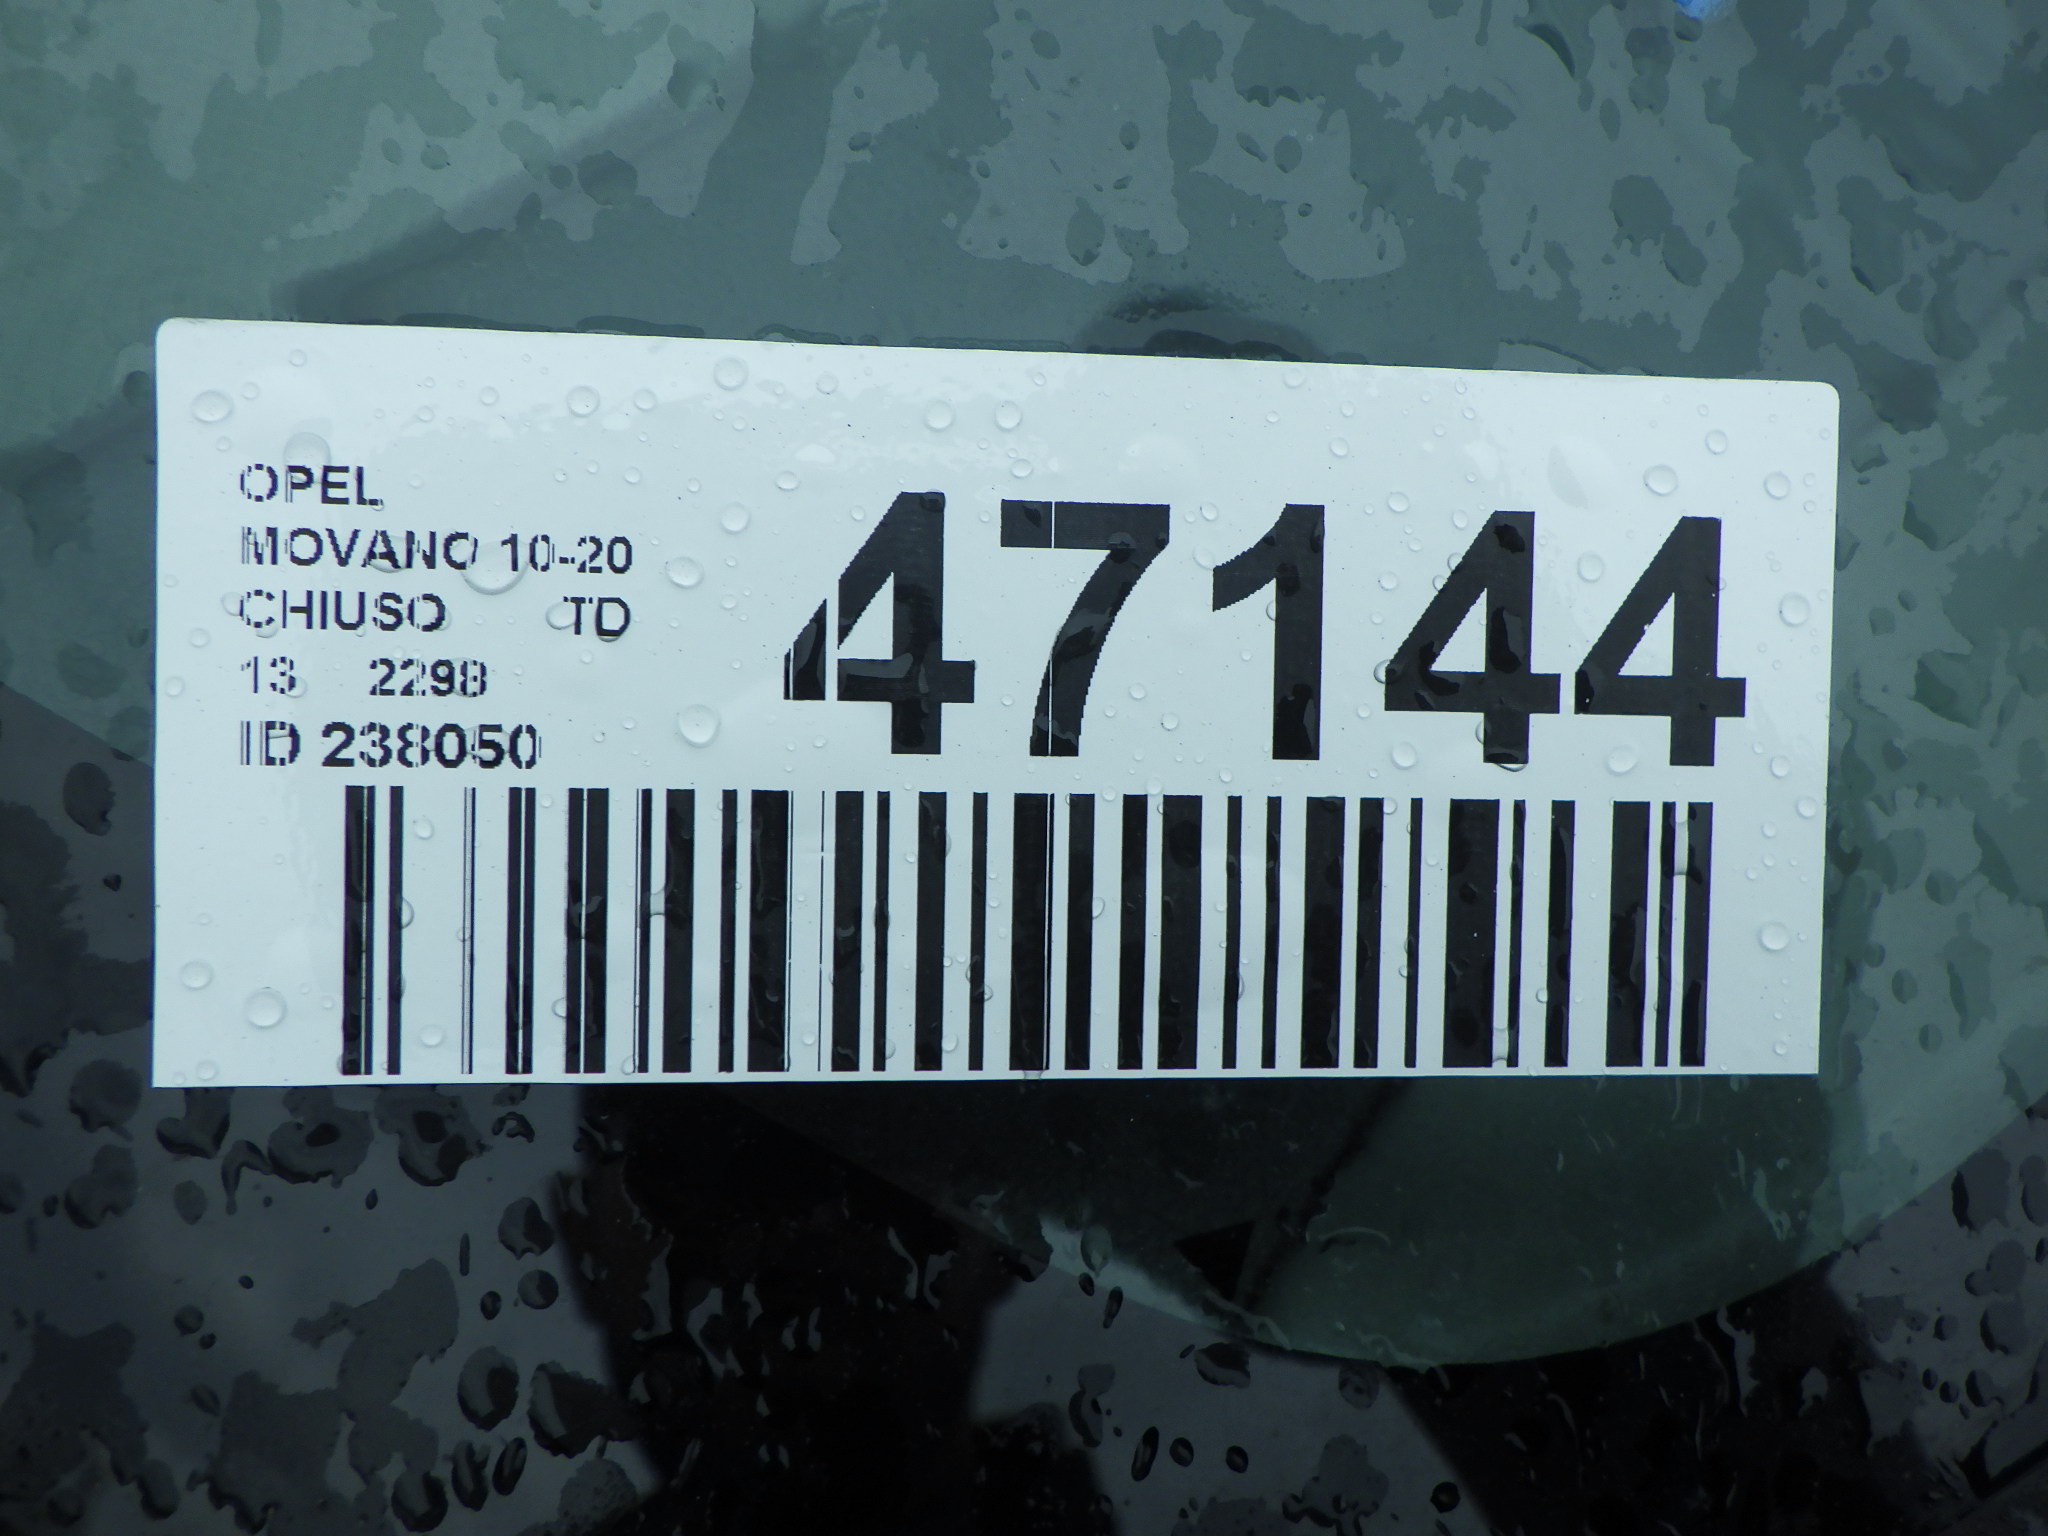 OPEL
MOVANO 10-20
CHIUSO TD
13 2298
ID 238050
47144